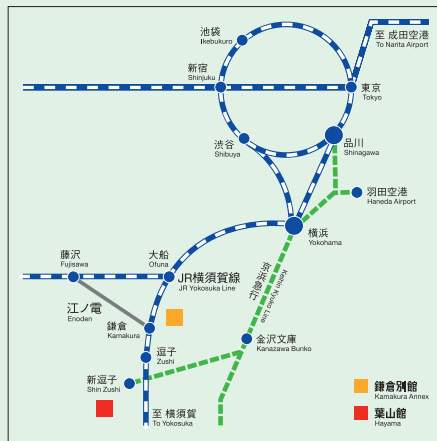 至 成田空港
To Narita Airport
池袋
Ikebukuro
新宿
Shinjuku
東京
Tokyo
渋谷
Shibuya
品川
Shinagawa
羽田空港
Haneda Airport
横浜
Yokohama
藤沢
Fujisawa
大船
Ofuna
JR横須賀線
JR Yokosuka Line
京浜急行
Keihin Kyuko Line
江ノ電
Enoden
鎌倉
Kamakura
逗子
Zushi
金沢文庫
Kanazawa Bunko
新逗子
Shin Zushi
至 横須賀
To Yokosuka
鎌倉別館
Kamakura Annex
葉山館
Hayama